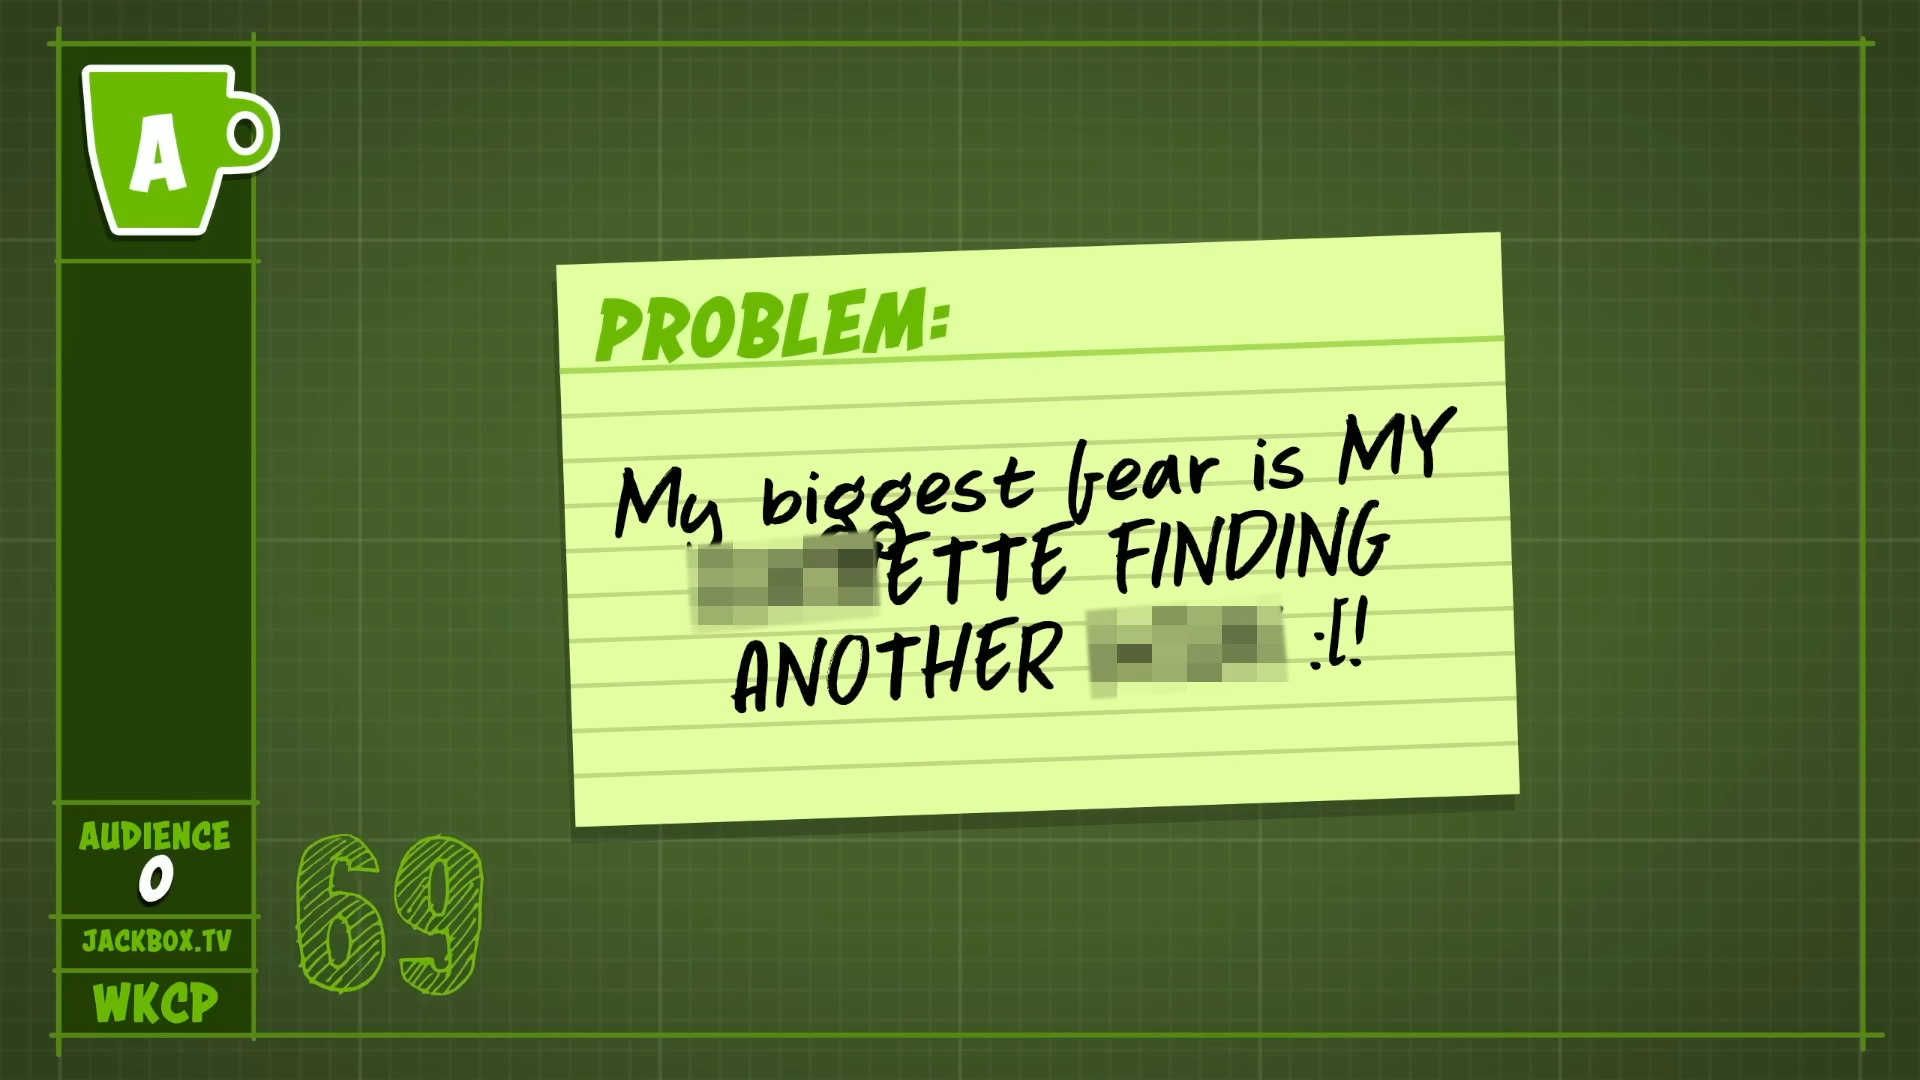 A
PROBLEM:
My biggest fear is MY
ETTE FINDING
ANOTHER :[!
AUDIENCE
0
JACKBOX.TV
WKCP
69